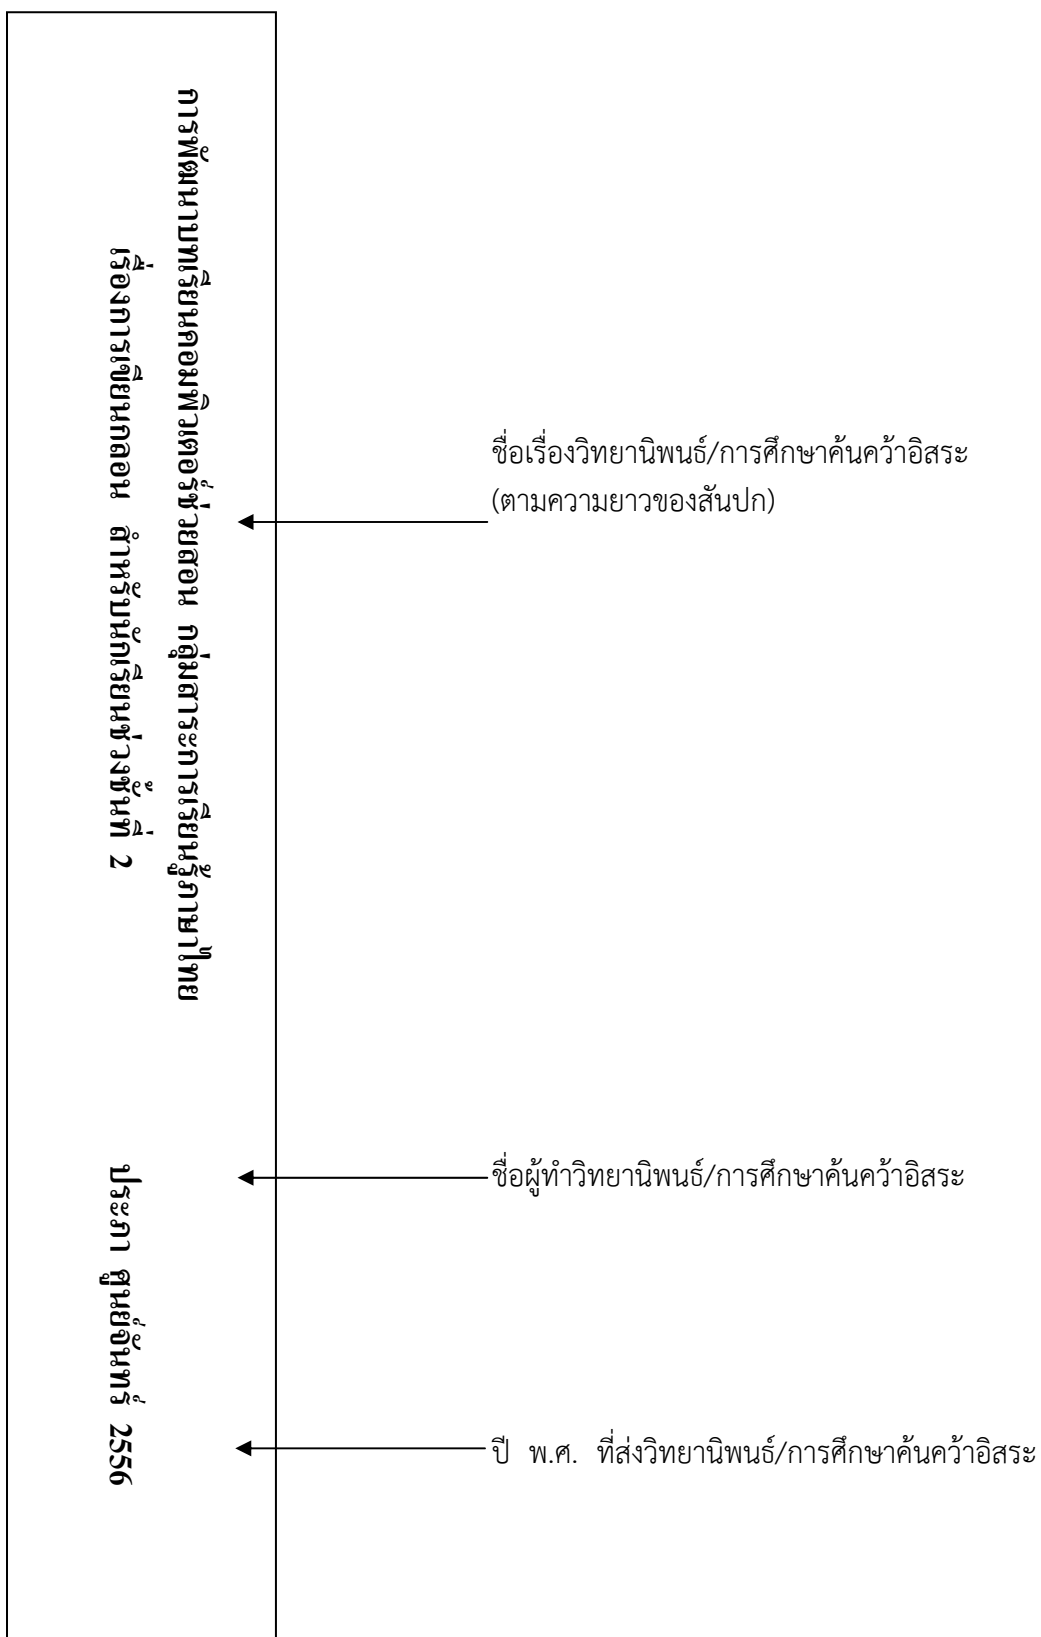 การพัฒนาบทเรียนคอมพิวเตอร์ช่วยสอน กลุ่มสาระการเรียนรู้ภาษาไทย
เรื่องการเขียนกลอน สำหรับนักเรียนช่วงชั้นที่ 2
ประภา ศูนย์จันทร์ 2556
ชื่อเรื่องวิทยานิพนธ์/การศึกษาค้นคว้าอิสระ
(ตามความยาวของสันปก)
ชื่อผู้ทำวิทยานิพนธ์/การศึกษาค้นคว้าอิสระ
ปี พ.ศ. ที่ส่งวิทยานิพนธ์/การศึกษาค้นคว้าอิสระ